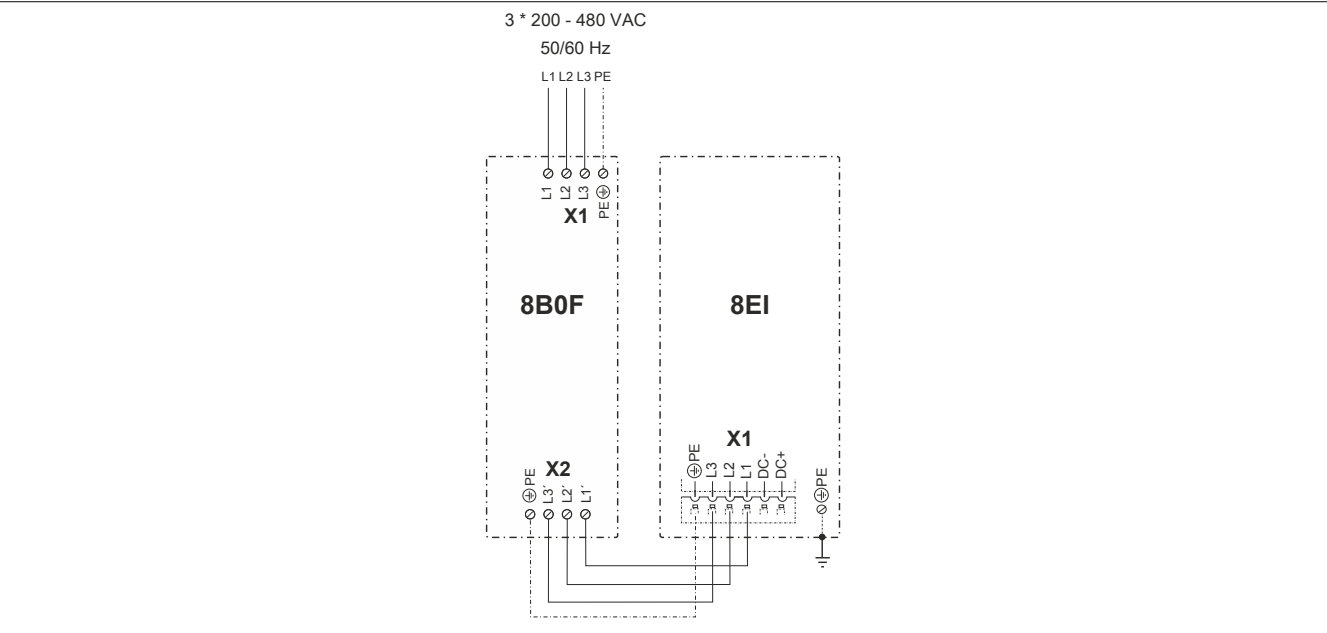 3 * 200 - 480 VAC
50/60 Hz
L1 L2 L3 PE
L1 L2 L3 PE
X1
8B0F
8EI
X1
PE L3 L2 L1 DC- DC+
X2
PE L3´ L2´ L1´
PE